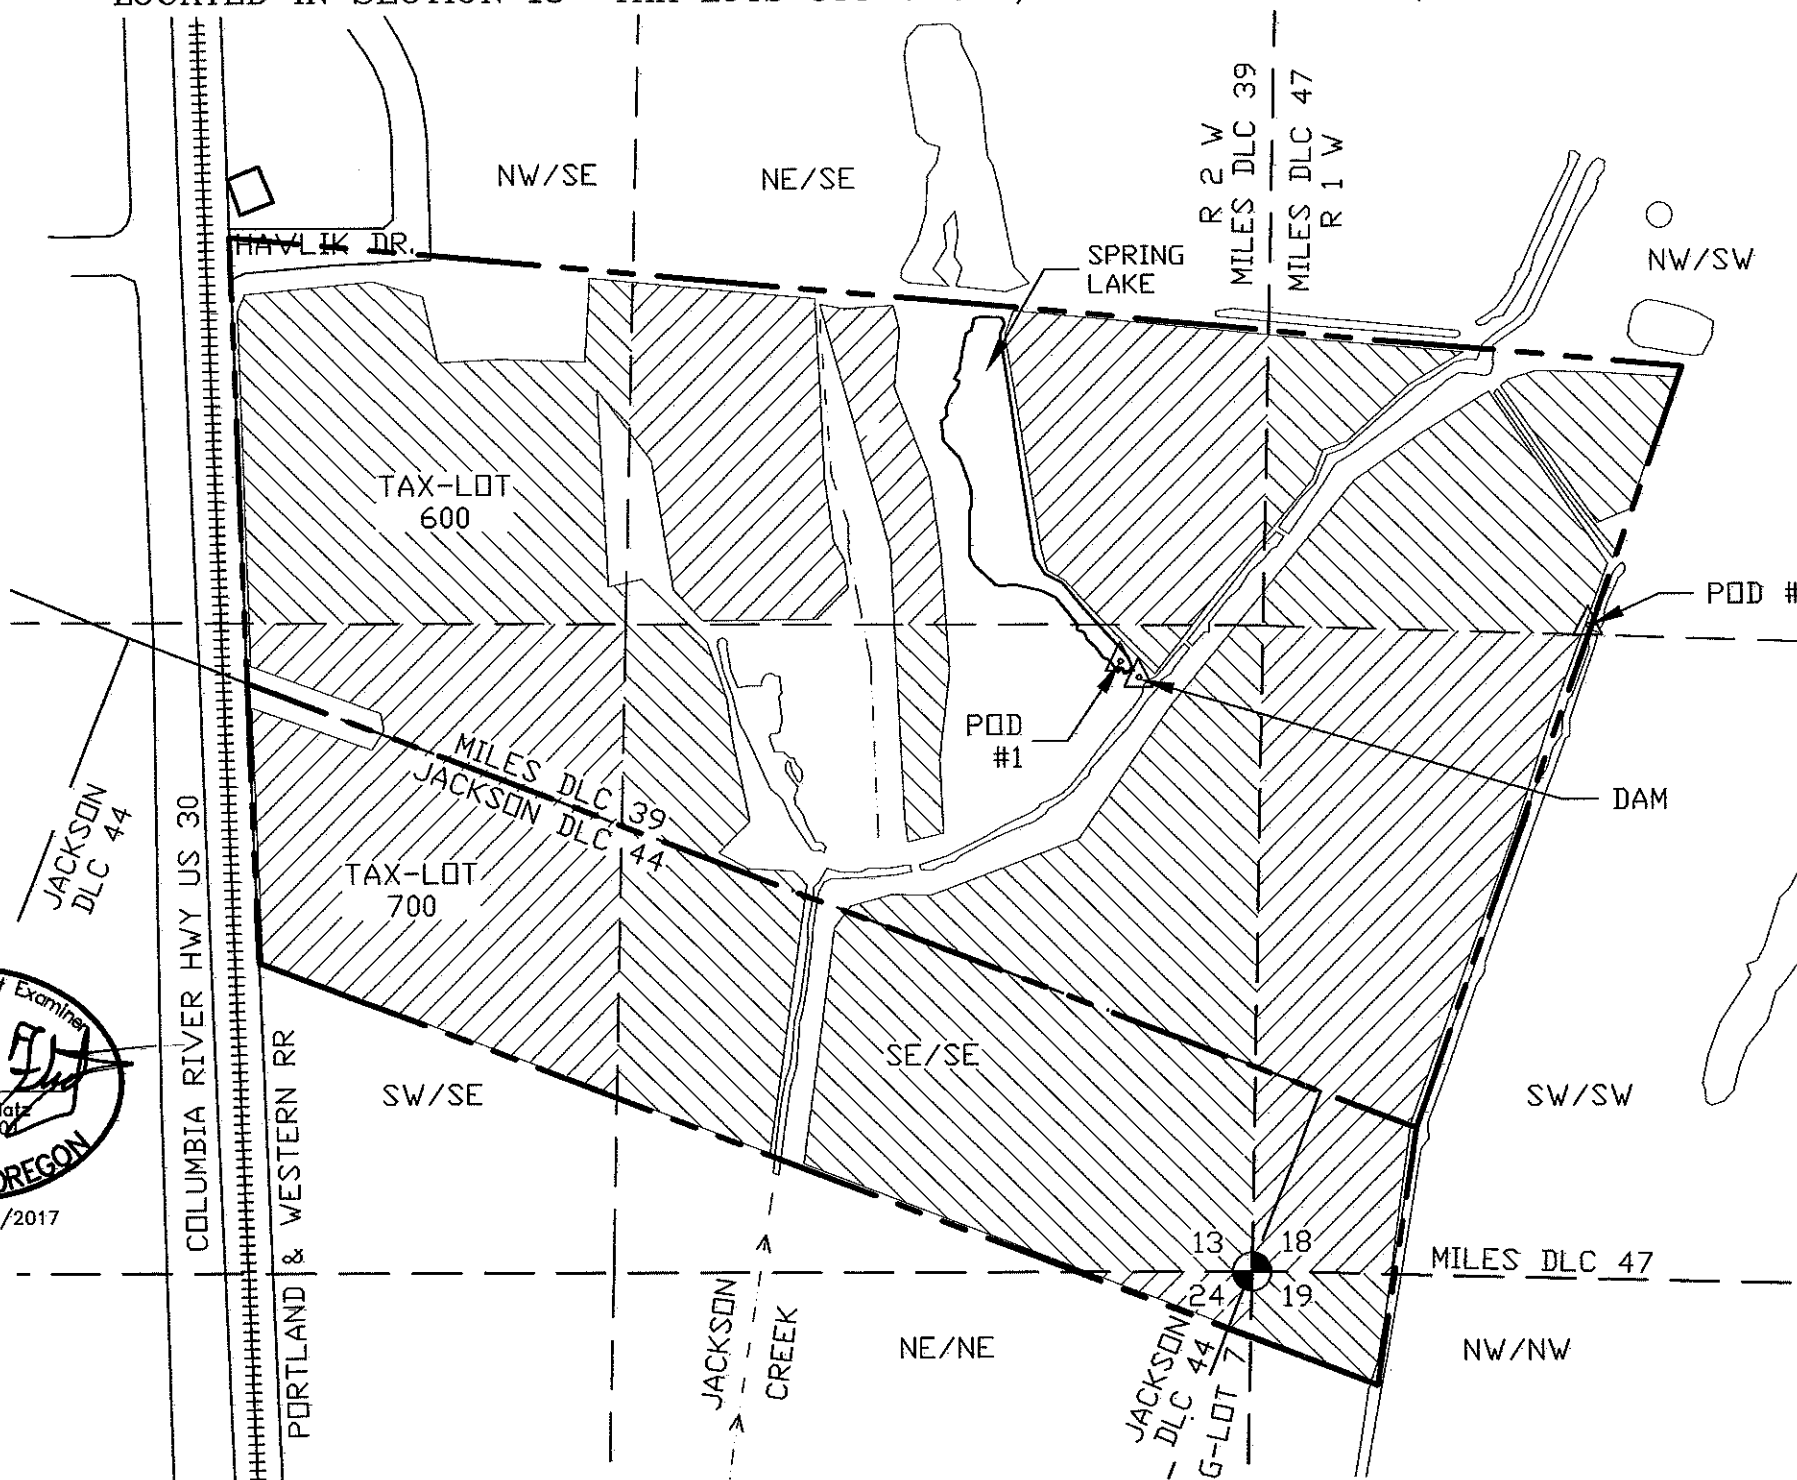 R 2 W
MILES DLC 39
MILES DLC 47
R 1 W
NW/SE
NE/SE
HAVLIK DR.
SPRING
LAKE
NW/SW
TAX-LOT
600
POD #
POD
#1
DAM
MILES DLC 39
JACKSON DLC 44
JACKSON
DLC 44
TAX-LOT
700
COLUMBIA RIVER HWY US 30
PORTLAND & WESTERN RR
Examiner
OREGON
/2017
SW/SE
SE/SE
SW/SW
13
18
24
19
MILES DLC 47
JACKSON
CREEK
NE/NE
JACKSON
DLC 44
G-LOT 7
NW/NW